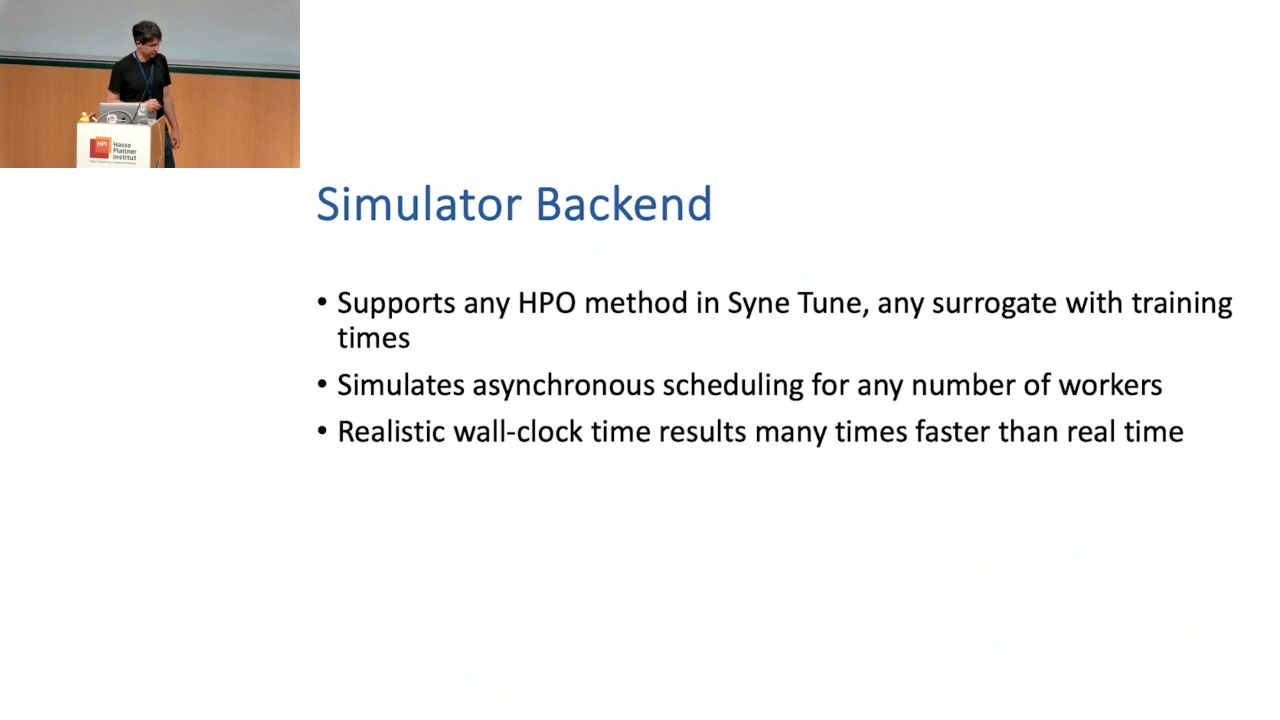 HPI
Hasso
Plattner
Institut
Simulator Backend
• Supports any HPO method in Syne Tune, any surrogate with training
times
• Simulates asynchronous scheduling for any number of workers
• Realistic wall-clock time results many times faster than real time